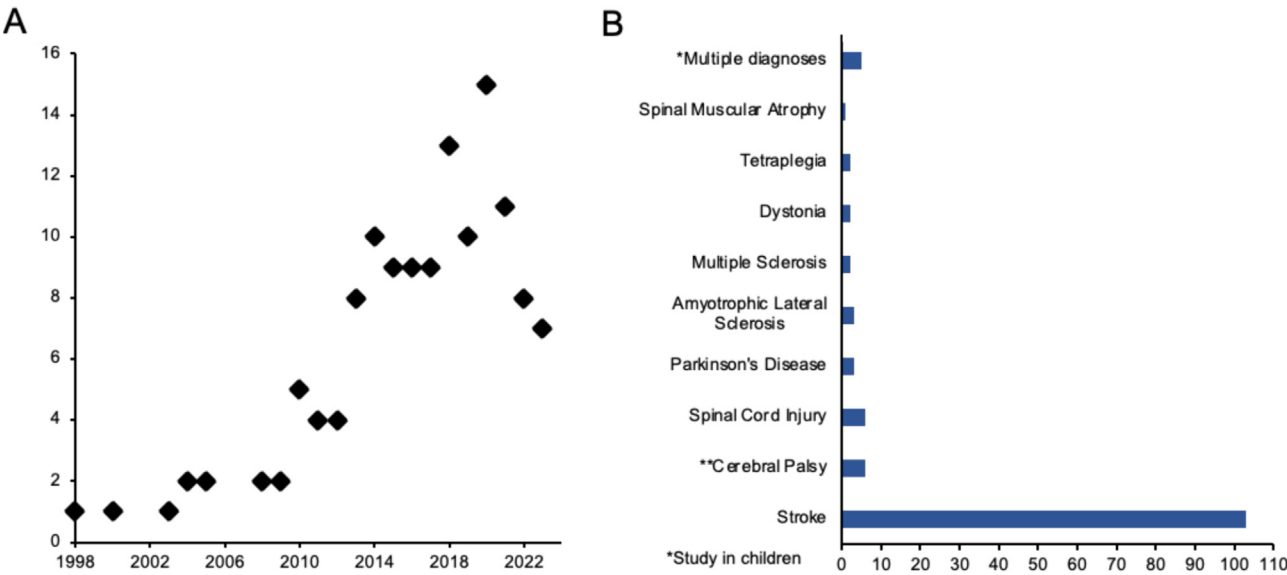 A
16
14
12
10
8
6
4
2
0
1998 2002 2006 2010 2014 2018 2022
B
*Multiple diagnoses
Spinal Muscular Atrophy
Tetraplegia
Dystonia
Multiple Sclerosis
Amyotrophic Lateral
Sclerosis
Parkinson's Disease
Spinal Cord Injury
**Cerebral Palsy
Stroke
*Study in children
0 10 20 30 40 50 60 70 80 90 100 110